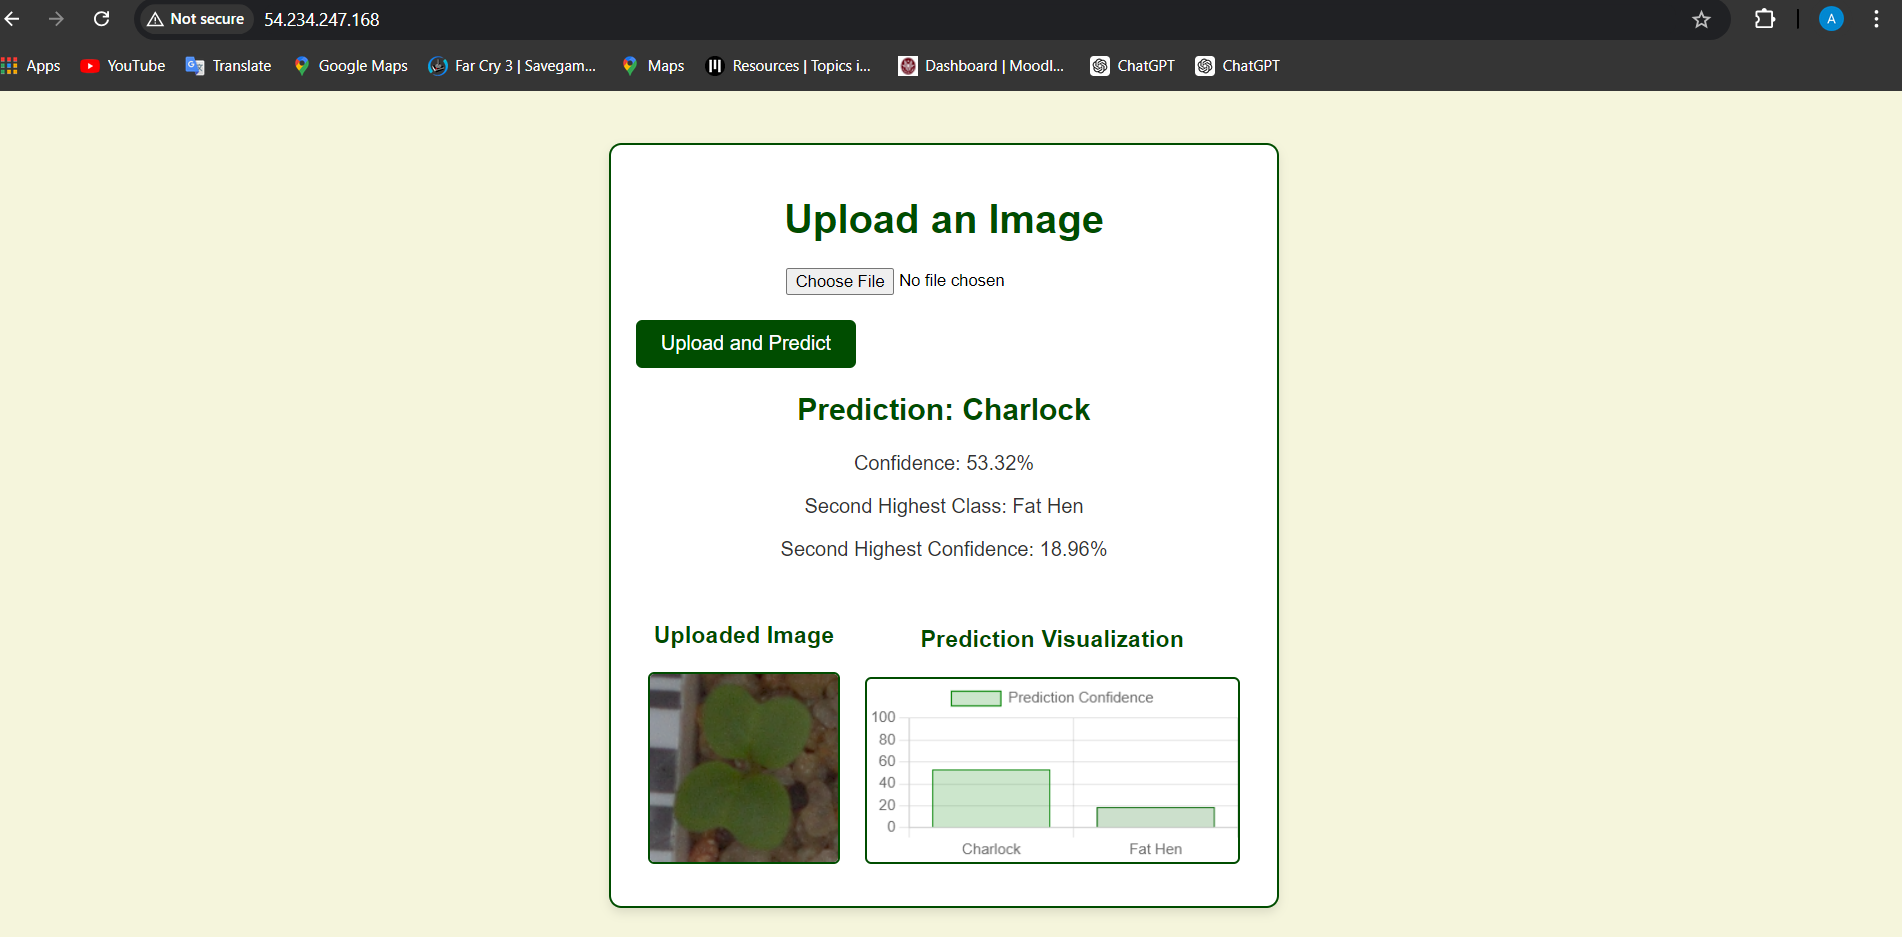 Not secure 54.234.247.168 A
Apps YouTube Translate Google Maps Far Cry 3 | Savegam... Maps Resources | Topics i... Dashboard | Moodl... ChatGPT ChatGPT
Upload an Image
Choose File No file chosen
Upload and Predict
Prediction: Charlock
Confidence: 53.32%
Second Highest Class: Fat Hen
Second Highest Confidence: 18.96%
Uploaded Image
Prediction Visualization
Prediction Confidence
100
80
60
40
20
0
Charlock Fat Hen